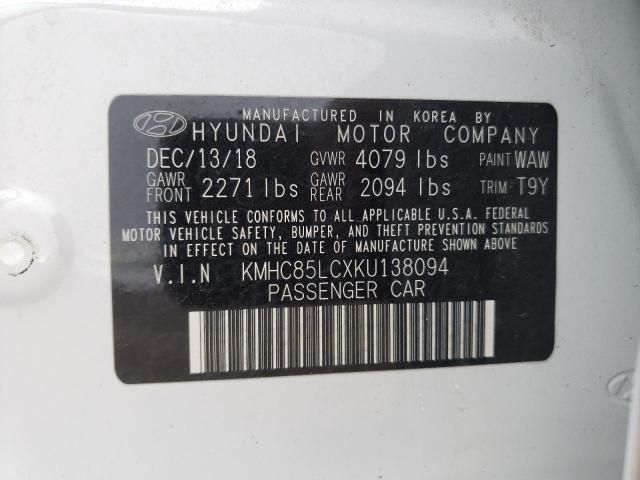 MANUFACTURED IN KOREA BY
HYUNDAI MOTOR COMPANY
DEC/13/18 GVWR 4079 lbs PAINT WAW
GAWR FRONT 2271 lbs GAWR REAR 2094 lbs TRIM: T9Y
THIS VEHICLE CONFORMS TO ALL APPLICABLE U.S.A. FEDERAL
MOTOR VEHICLE SAFETY, BUMPER, AND THEFT PREVENTION STANDARDS
IN EFFECT ON THE DATE OF MANUFACTURE SHOWN ABOVE
V.I.N KMHC85LCXKU138094
PASSENGER CAR